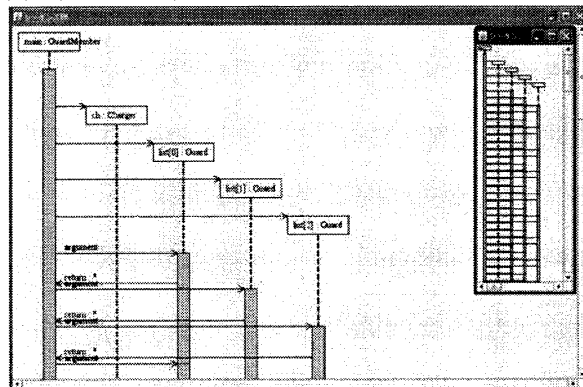 main : GuardMember
ch : Charger
list[0] : Guard
list[1] : Guard
list[2] : Guard
argument
return : *
argument
return : *
argument
return : *
argument